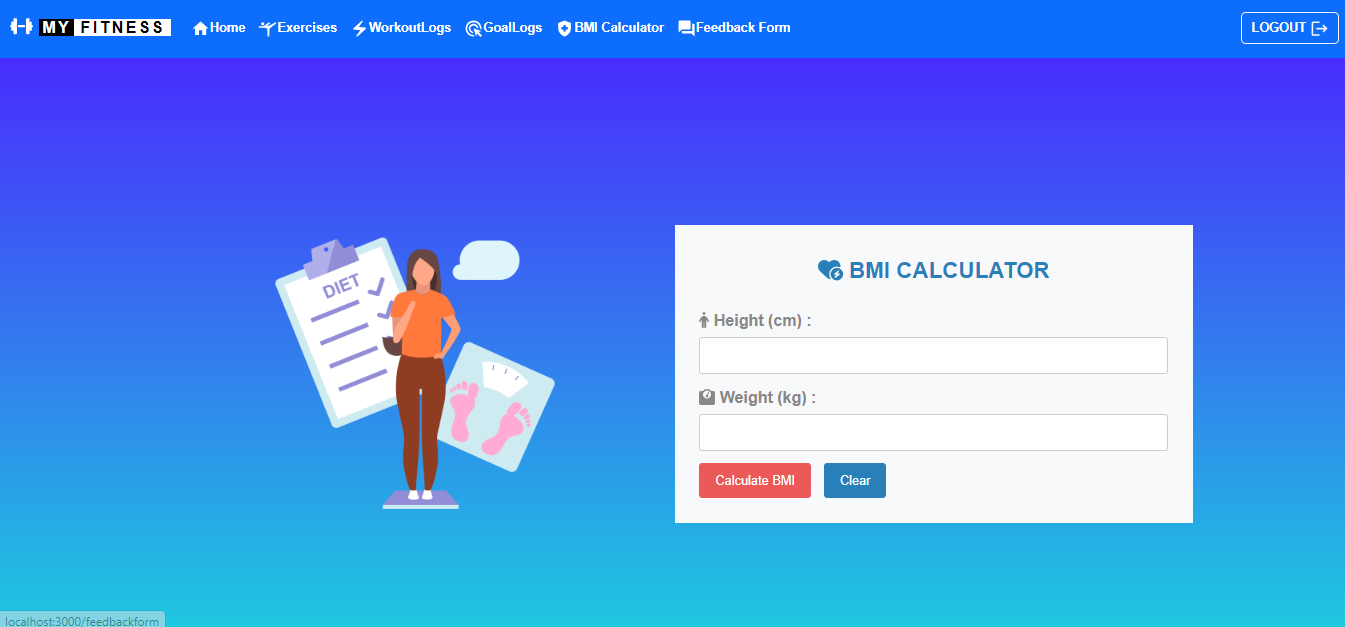 MY FITNESS Home Exercises WorkoutLogs GoalLogs BMI Calculator Feedback Form LOGOUT
DIET
BMI CALCULATOR
Height (cm) :
Weight (kg) :
Calculate BMI Clear
localhost:3000/feedbackform